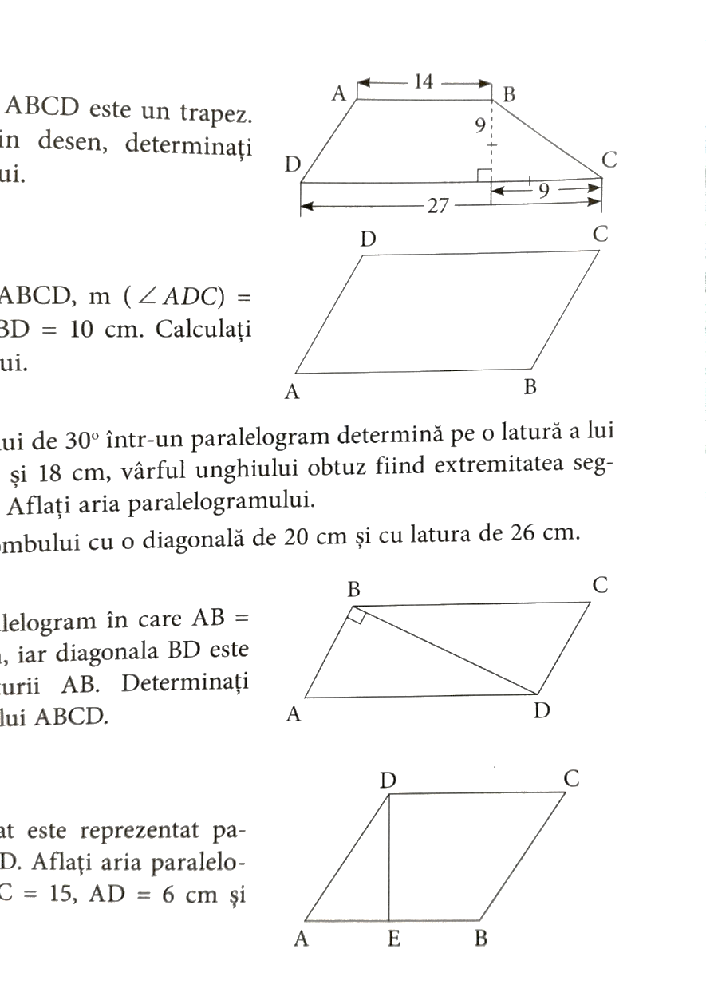 14
A
B
ABCD este un trapez.
9
in desen, determinați
D
C
ui.
9
27
D
C
ABCD, m (∠ADC) =
BD = 10 cm. Calculați
ui.
A
B
lui de 30° într-un paralelogram determină pe o latură a lui
și 18 cm, vârful unghiului obtuz fiind extremitatea seg-
Aflați aria paralelogramului.
ombului cu o diagonală de 20 cm și cu latura de 26 cm.
B
C
lelogram în care AB =
, iar diagonala BD este
urii AB. Determinați
lui ABCD.
A
D
D
C
at este reprezentat pa-
D. Aflați aria paralelo-
C = 15, AD = 6 cm și
A
E
B